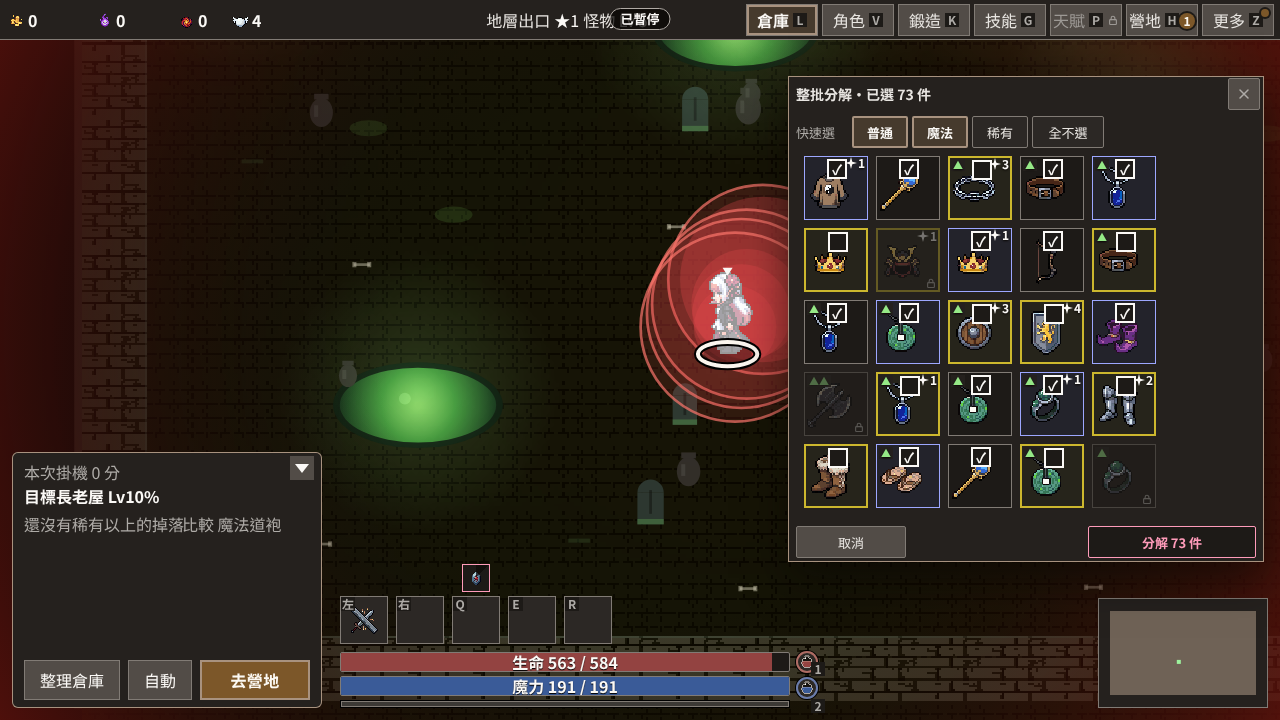 0 0 0 4
地層出口 ★1 怪物
已暫停
倉庫 L 角色 V 鍛造 K 技能 G 天賦 P 營地 H 1 更多 Z
整批分解・已選 73 件
快速選 普通 魔法 稀有 全不選
1 3
1 1
3 4
1 1 2
取消 分解 73 件
本次掛機 0 分
目標長老屋 Lv10%
還沒有稀有以上的掉落比較 魔法道袍
整理倉庫 自動 去營地
左 右 Q E R
生命 563 / 584 1
魔力 191 / 191
2